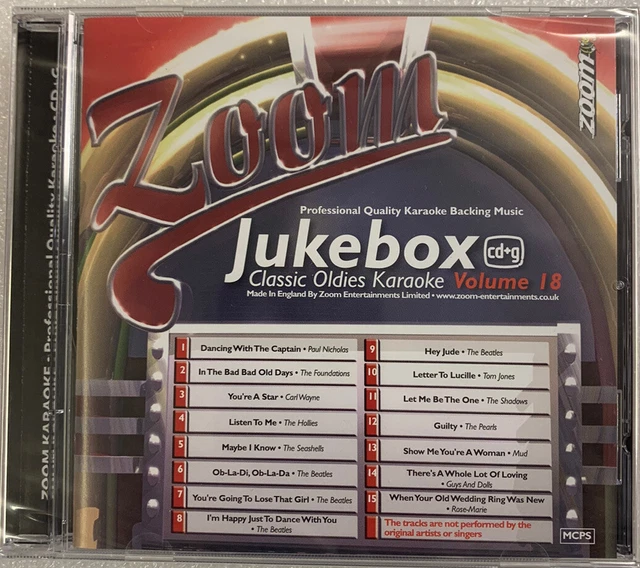 Zoom
zoom
Professional Quality Karaoke Backing Music
Jukebox cd+g
Classic Oldies Karaoke Volume 18
Made In England By Zoom Entertainments Limited • www.zoom-entertainments.co.uk
1 Dancing With The Captain • Paul Nicholas
2 In The Bad Bad Old Days • The Foundations
3 You're A Star • Carl Wayne
4 Listen To Me • The Hollies
5 Maybe I Know • The Seashells
6 Ob-La-Di, Ob-La-Da • The Beatles
7 You're Going To Lose That Girl • The Beatles
8 I'm Happy Just To Dance With You
• The Beatles
9 Hey Jude • The Beatles
10 Letter To Lucille • Tom Jones
11 Let Me Be The One • The Shadows
12 Guilty • The Pearls
13 Show Me You're A Woman • Mud
14 There's A Whole Lot Of Loving
• Guys And Dolls
15 When Your Old Wedding Ring Was New
• Rose-Marie
The tracks are not performed by the
original artists or singers
MCPS
ZOOM KARAOKE - Professional Quality Karaoke CD+G